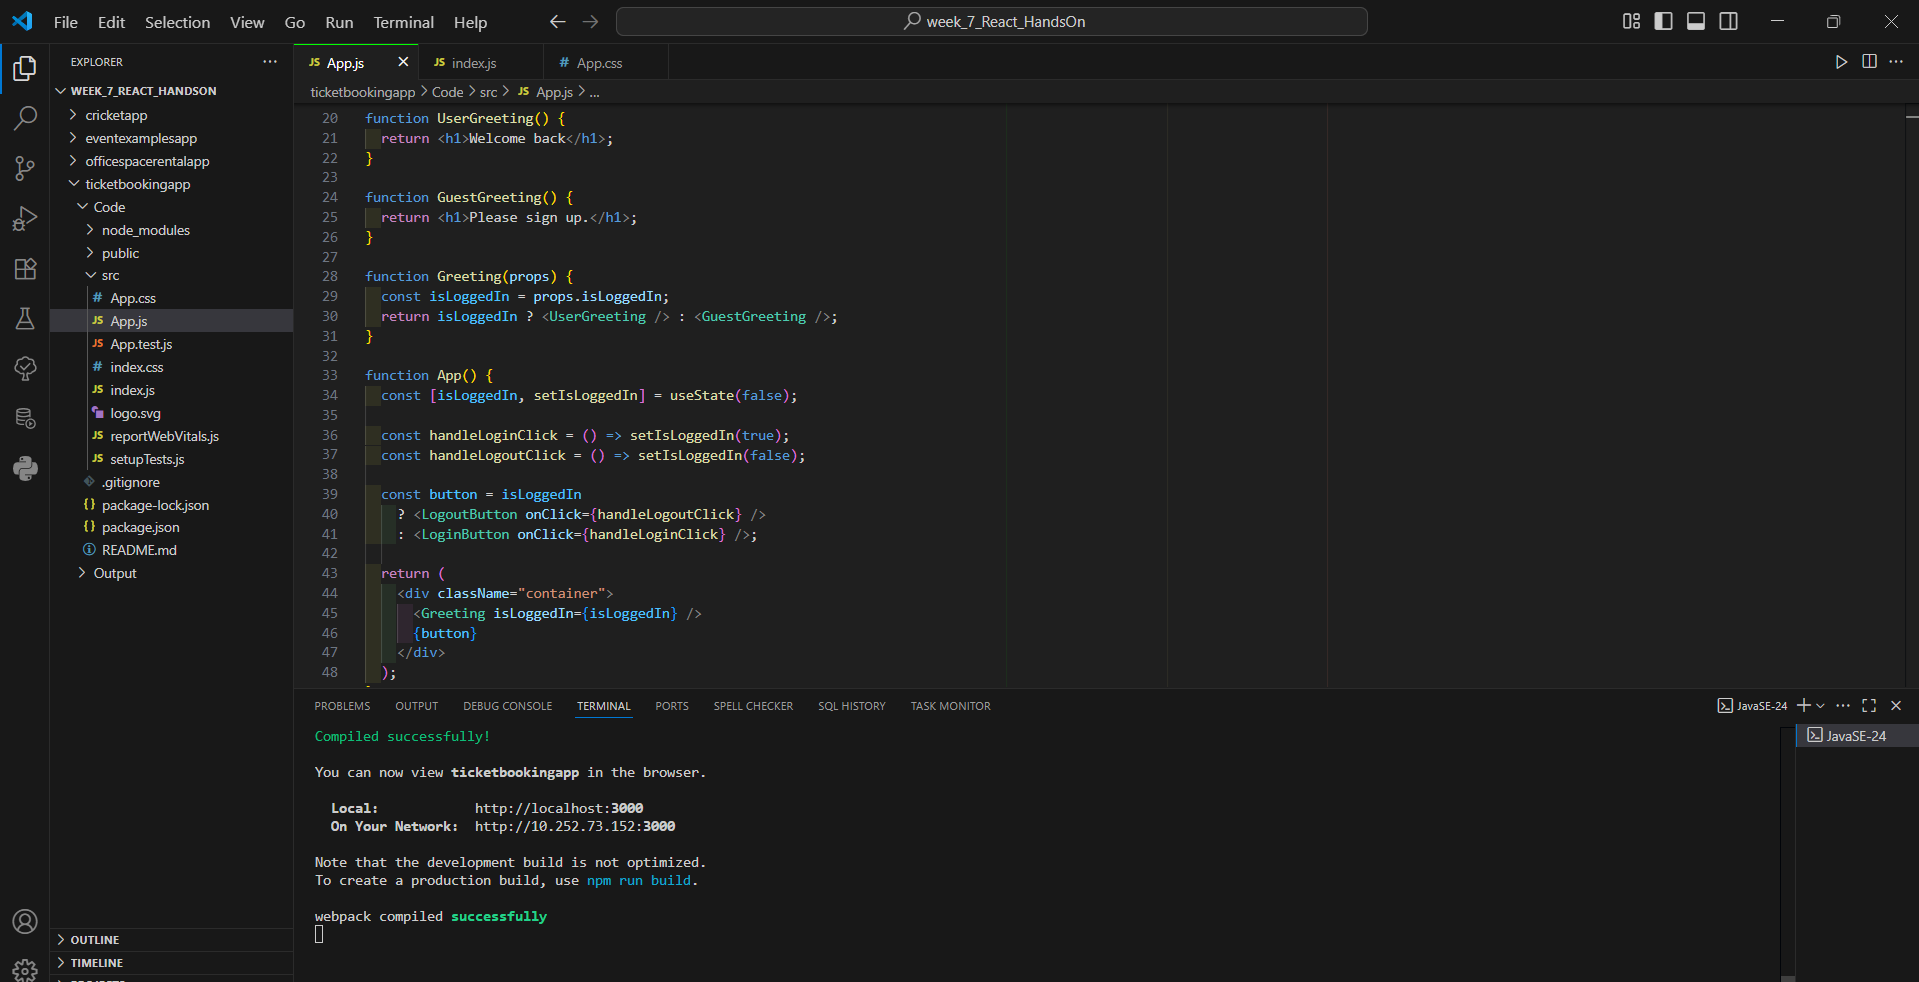 File Edit Selection View Go Run Terminal Help
week_7_React_HandsOn
EXPLORER
WEEK_7_REACT_HANDSON
cricketapp
eventexamplesapp
officespacerentalapp
ticketbookingapp
Code
node_modules
public
src
# App.css
JS App.js
JS App.test.js
# index.css
JS index.js
logo.svg
JS reportWebVitals.js
JS setupTests.js
.gitignore
{} package-lock.json
{} package.json
README.md
Output
OUTLINE
TIMELINE
JS App.js
JS index.js
# App.css
ticketbookingapp > Code > src > JS App.js > ...
20 function UserGreeting() {
21 return <h1>Welcome back</h1>;
22 }
23
24 function GuestGreeting() {
25 return <h1>Please sign up.</h1>;
26 }
27
28 function Greeting(props) {
29 const isLoggedIn = props.isLoggedIn;
30 return isLoggedIn ? <UserGreeting /> : <GuestGreeting />;
31 }
32
33 function App() {
34 const [isLoggedIn, setIsLoggedIn] = useState(false);
35
36 const handleLoginClick = () => setIsLoggedIn(true);
37 const handleLogoutClick = () => setIsLoggedIn(false);
38
39 const button = isLoggedIn
40 ? <LogoutButton onClick={handleLogoutClick} />
41 : <LoginButton onClick={handleLoginClick} />;
42
43 return (
44 <div className="container">
45 <Greeting isLoggedIn={isLoggedIn} />
46 {button}
47 </div>
48 );
PROBLEMS OUTPUT DEBUG CONSOLE TERMINAL PORTS SPELL CHECKER SQL HISTORY TASK MONITOR
JavaSE-24
JavaSE-24
Compiled successfully!
You can now view ticketbookingapp in the browser.
Local: http://localhost:3000
On Your Network: http://10.252.73.152:3000
Note that the development build is not optimized.
To create a production build, use npm run build.
webpack compiled successfully